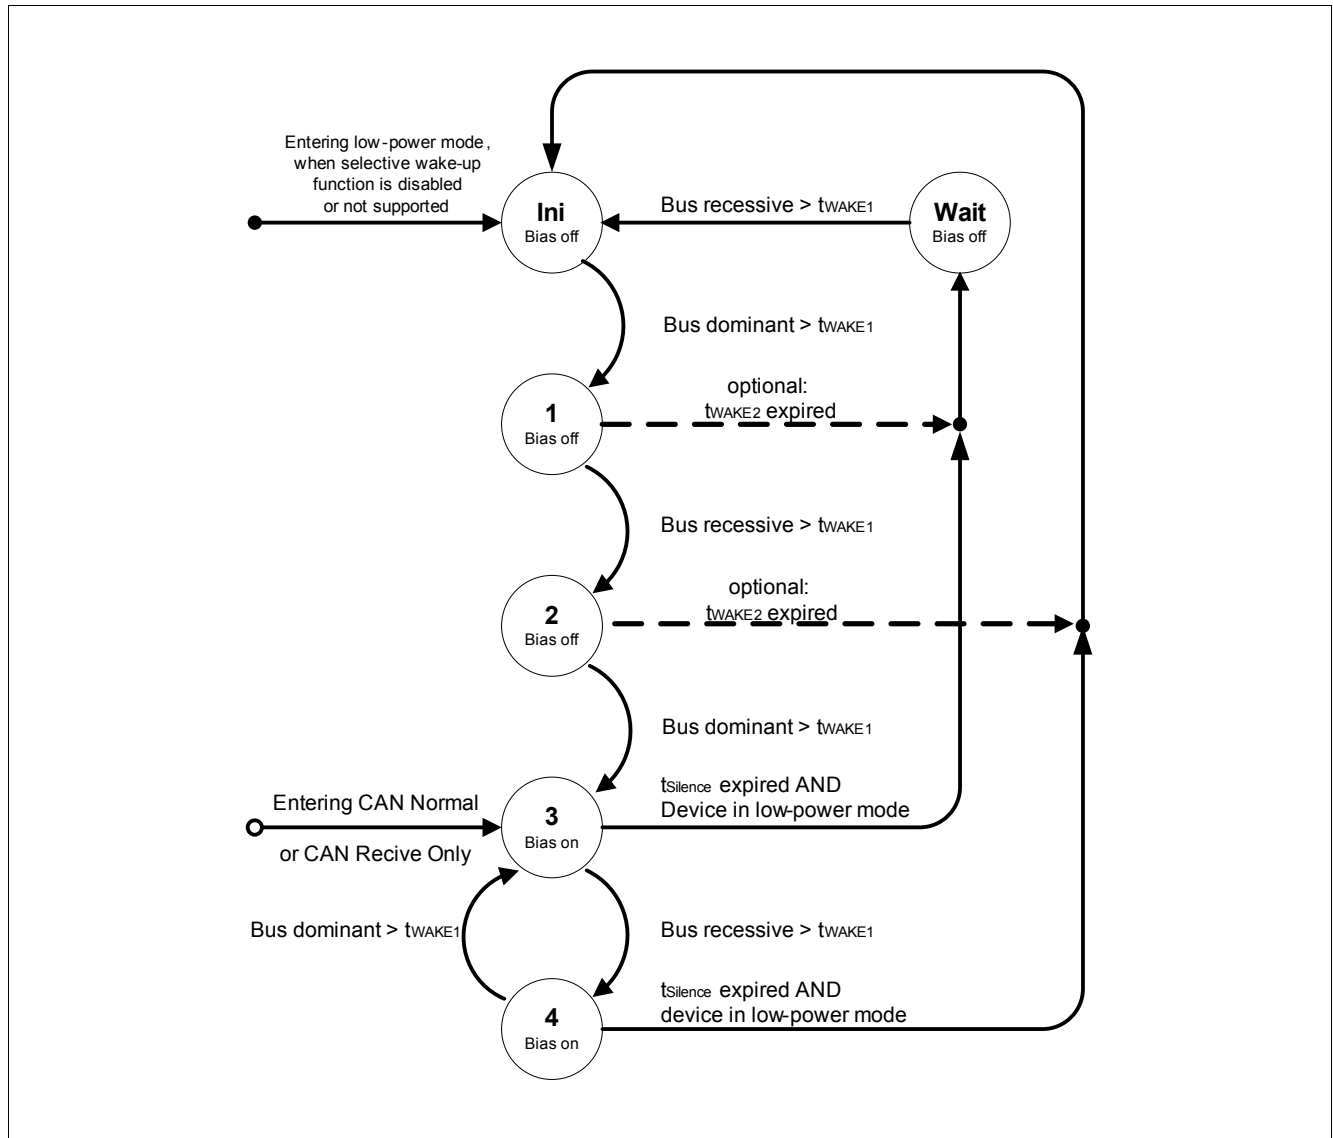 Entering low-power mode,
when selective wake-up
function is disabled
or not supported
Ini
Bias off
Bus recessive > tWAKE1
Wait
Bias off
Bus dominant > tWAKE1
1
Bias off
optional:
tWAKE2 expired
Bus recessive > tWAKE1
2
Bias off
optional:
tWAKE2 expired
Bus dominant > tWAKE1
Entering CAN Normal
or CAN Recive Only
3
Bias on
tSilence expired AND
Device in low-power mode
Bus dominant > tWAKE1
Bus recessive > tWAKE1
4
Bias on
tSilence expired AND
device in low-power mode